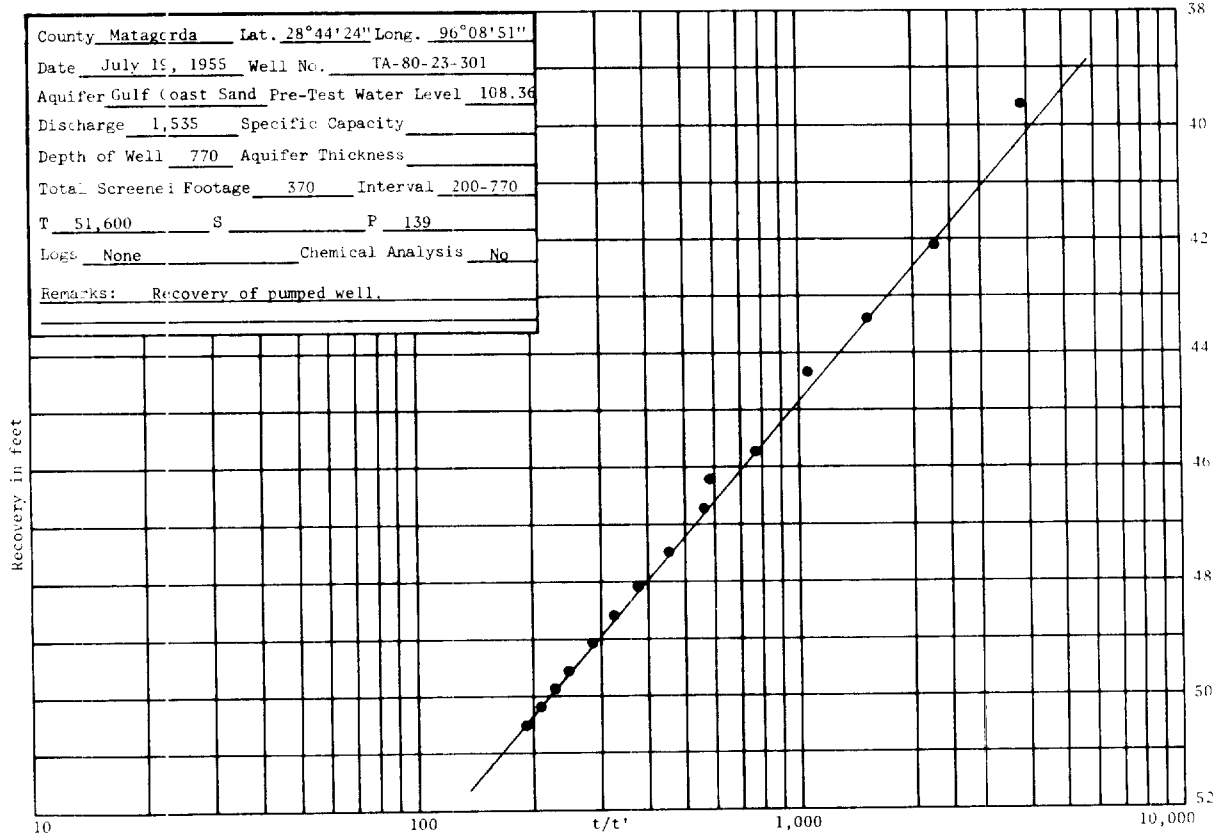 County Matagorda Lat. 28°44'24" Long. 96°08'51"
Date July 19, 1955 Well No. TA-80-23-301
Aquifer Gulf Coast Sand Pre-Test Water Level 108.36
Discharge 1,535 Specific Capacity
Depth of Well 770 Aquifer Thickness
Total Screened Footage 370 Interval 200-770
T 51,600 S P 139
Logs None Chemical Analysis No
Remarks: Recovery of pumped well.
38
40
42
44
46
48
50
52
Recovery in feet
10 100 t/t' 1,000 10,000